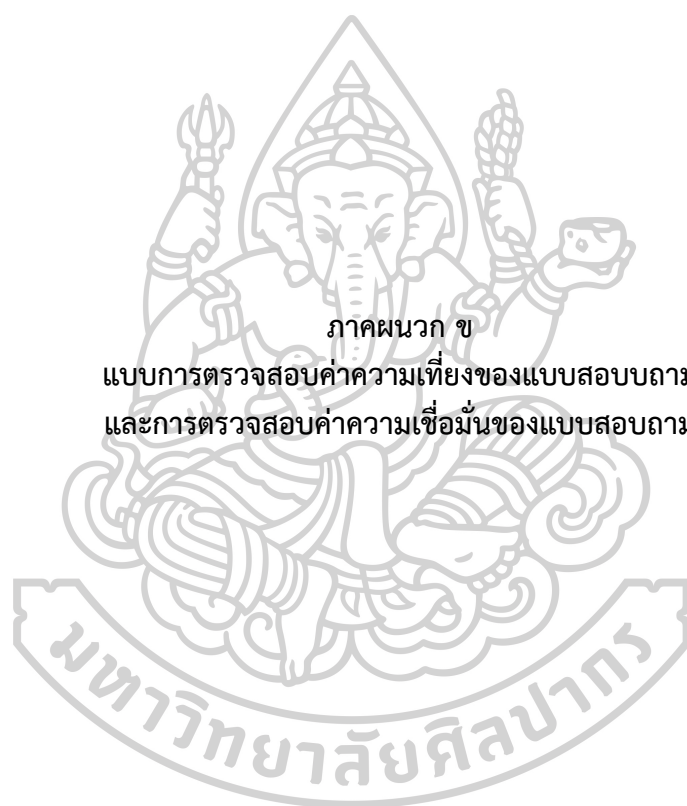 ภาคผนวก ข
แบบการตรวจสอบค่าความเที่ยงของแบบสอบบถาม
และการตรวจสอบค่าความเชื่อมั่นของแบบสอบถาม
มหาวิทยาลัยศิลปากร